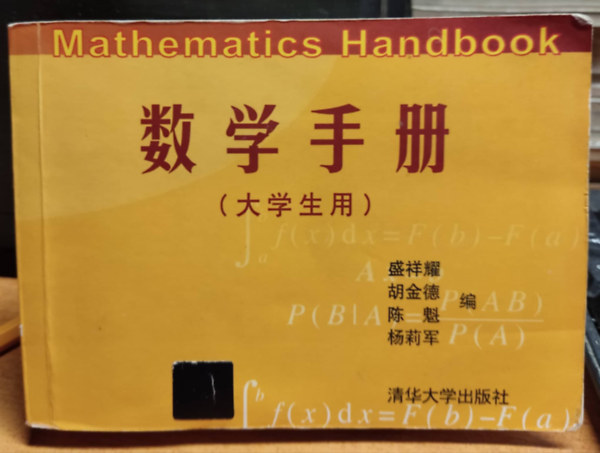 Mathematics Handbook
数学手册
(大学生用)
∫a f(x)dx=F(b)-F(a)
盛祥耀
胡金德
陈 魁
杨莉军
编
P(B|A)=P(AB)/P(A)
清华大学出版社
∫a^b f(x)dx=F(b)-F(a)